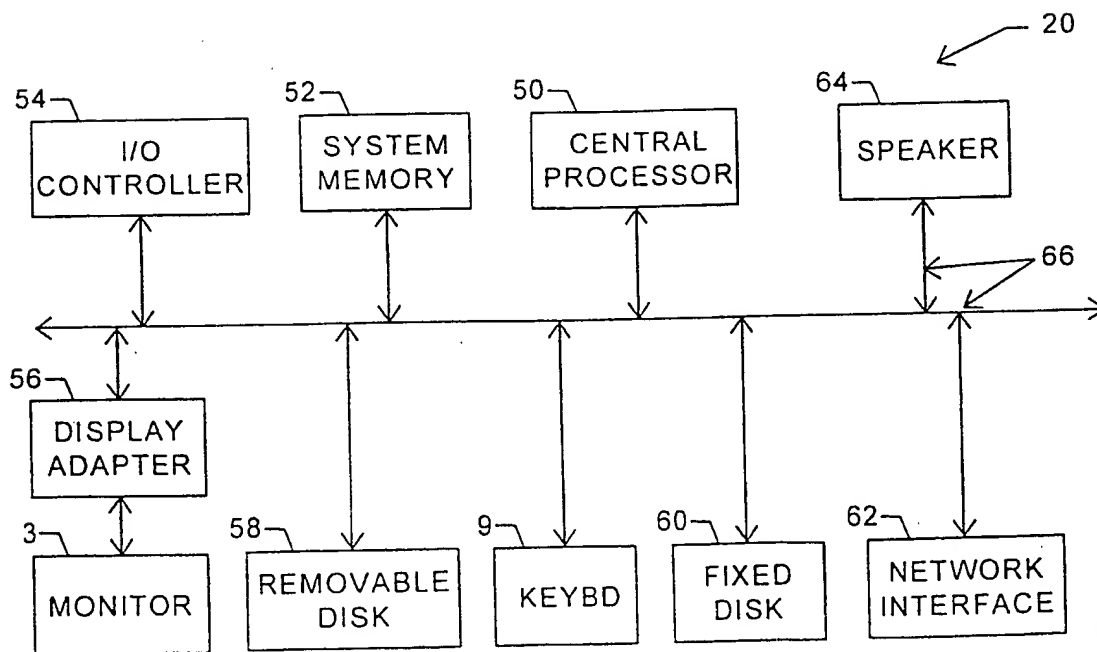 20
54
52
50
64
I/O
CONTROLLER
SYSTEM
MEMORY
CENTRAL
PROCESSOR
SPEAKER
66
56
DISPLAY
ADAPTER
3
58
9
60
62
MONITOR
REMOVABLE
DISK
KEYBD
FIXED
DISK
NETWORK
INTERFACE